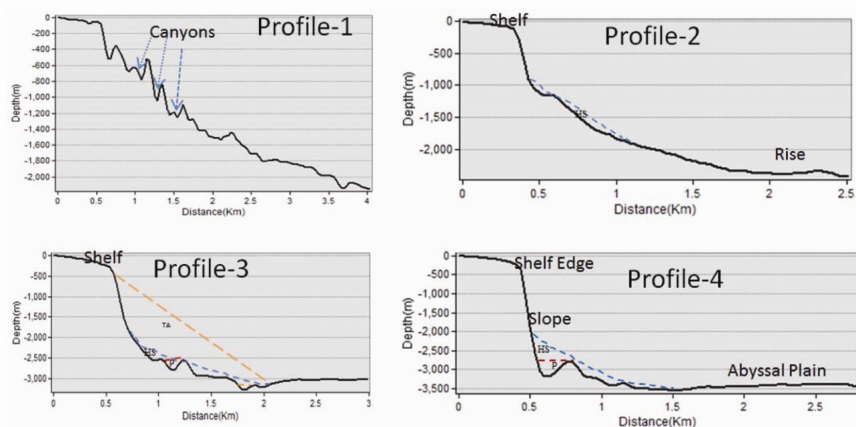 Profile-1
Canyons
Depth(m)
0
-200
-400
-600
-800
-1,000
-1,200
-1,400
-1,600
-1,800
-2,000
0 0.5 1 1.5 2 2.5 3 3.5 4
Distance(Km)
Profile-2
Shelf
Depth(m)
0
-500
-1,000
-1,500
-2,000
HS
Rise
0 0.5 1 1.5 2 2.5
Distance(Km)
Profile-3
Shelf
Depth(m)
0
-500
-1,000
-1,500
-2,000
-2,500
-3,000
TA
HS
P
0 0.5 1 1.5 2 2.5 3
Distance(Km)
Profile-4
Shelf Edge
Slope
Depth(m)
0
-500
-1,000
-1,500
-2,000
-2,500
-3,000
-3,500
HS
P
Abyssal Plain
0 0.5 1 1.5 2 2.5
Distance(Km)